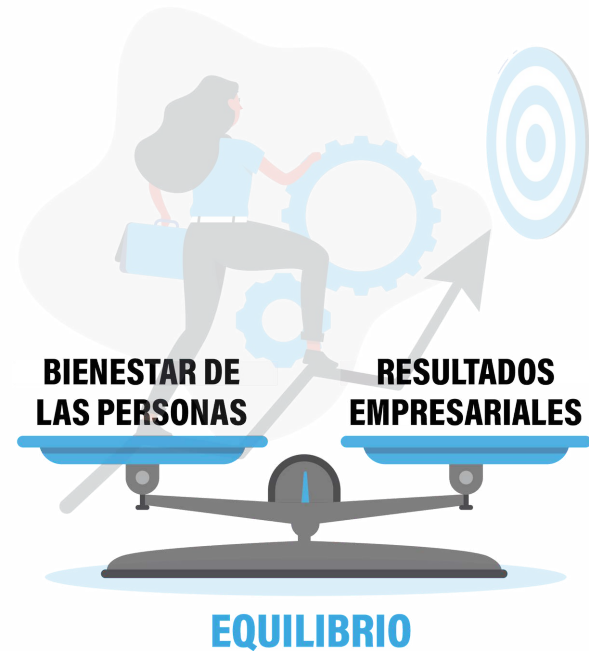 BIENESTAR DE
LAS PERSONAS
RESULTADOS
EMPRESARIALES
EQUILIBRIO